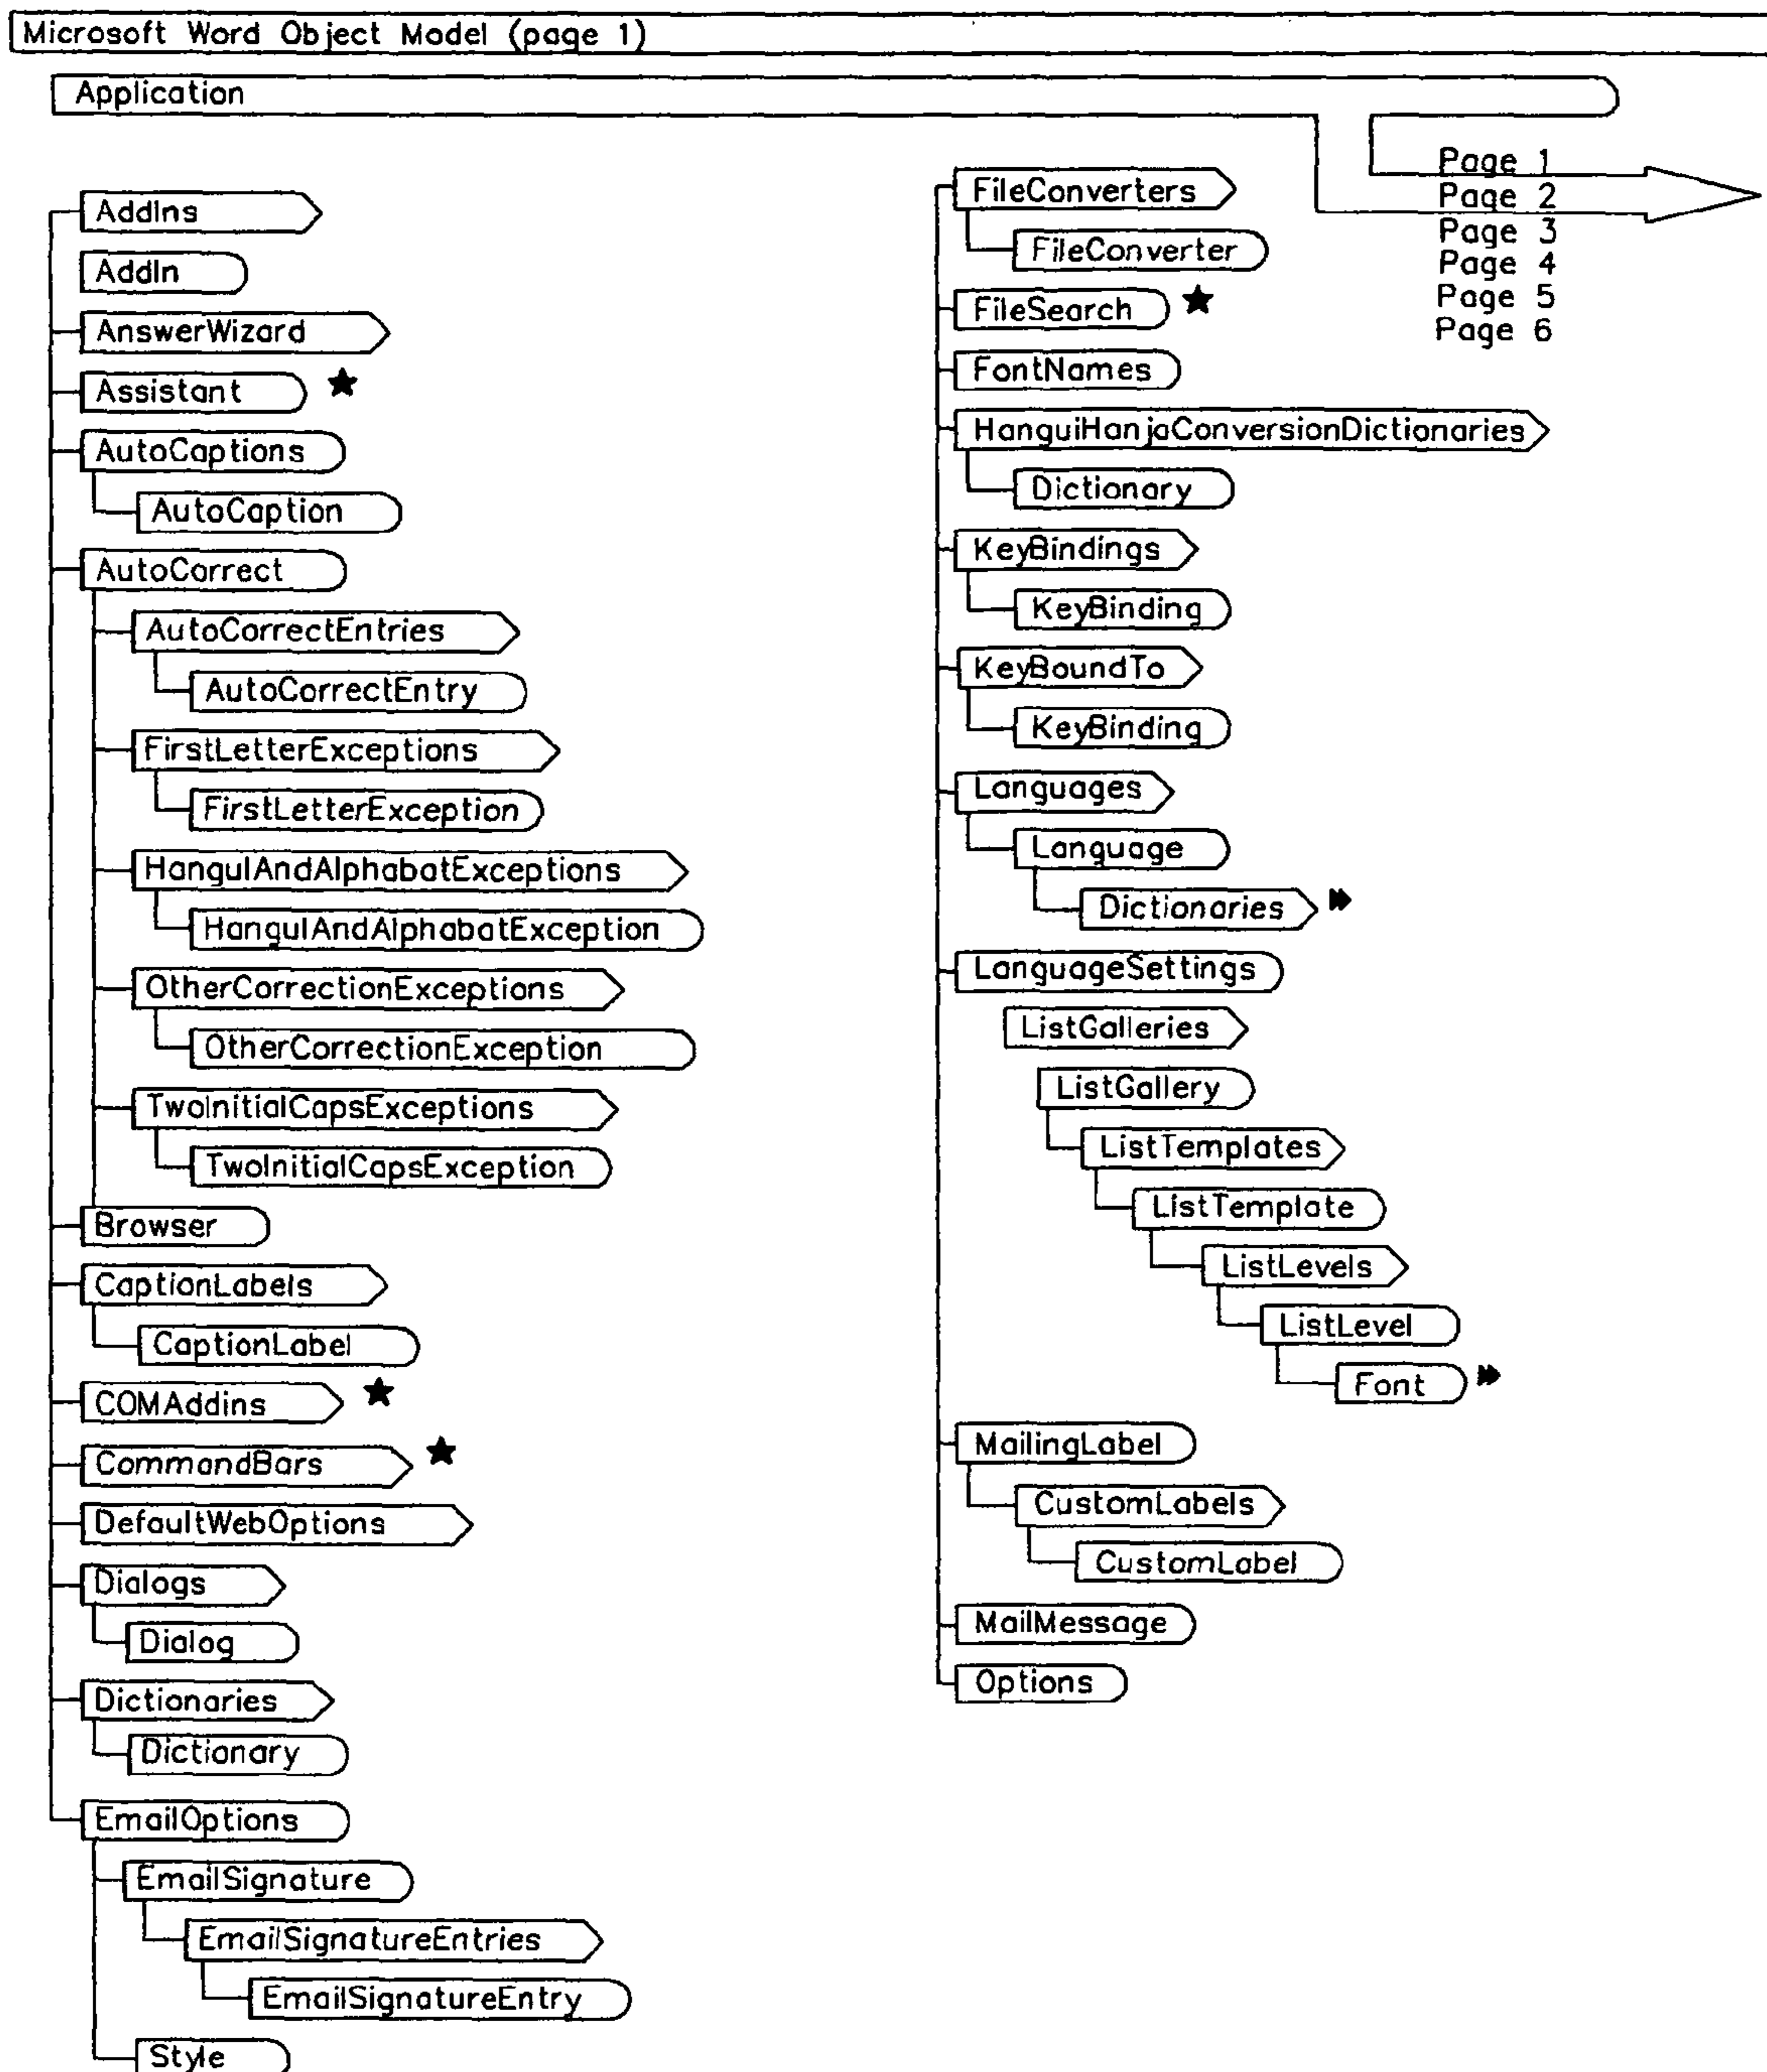 Microsoft Word Object Model (page 1)
Application
AddIns
AddIn
AnswerWizard
Assistant
AutoCaptions
AutoCaption
AutoCorrect
AutoCorrectEntries
AutoCorrectEntry
FirstLetterExceptions
FirstLetterException
HangulAndAlphabatExceptions
HangulAndAlphabatException
OtherCorrectionExceptions
OtherCorrectionException
TwoInitialCapsExceptions
TwoInitialCapsException
Browser
CaptionLabels
CaptionLabel
COMAddins
CommandBars
DefaultWebOptions
Dialogs
Dialog
Dictionaries
Dictionary
EmailOptions
EmailSignature
EmailSignatureEntries
EmailSignatureEntry
Style
FileConverters
FileConverter
FileSearch
FontNames
HanguiHanjaConversionDictionaries
Dictionary
KeyBindings
KeyBinding
KeyBoundTo
KeyBinding
Languages
Language
Dictionaries
LanguageSettings
ListGalleries
ListGallery
ListTemplates
ListTemplate
ListLevels
ListLevel
Font
MailingLabel
CustomLabels
CustomLabel
MailMessage
Options
Page 1
Page 2
Page 3
Page 4
Page 5
Page 6